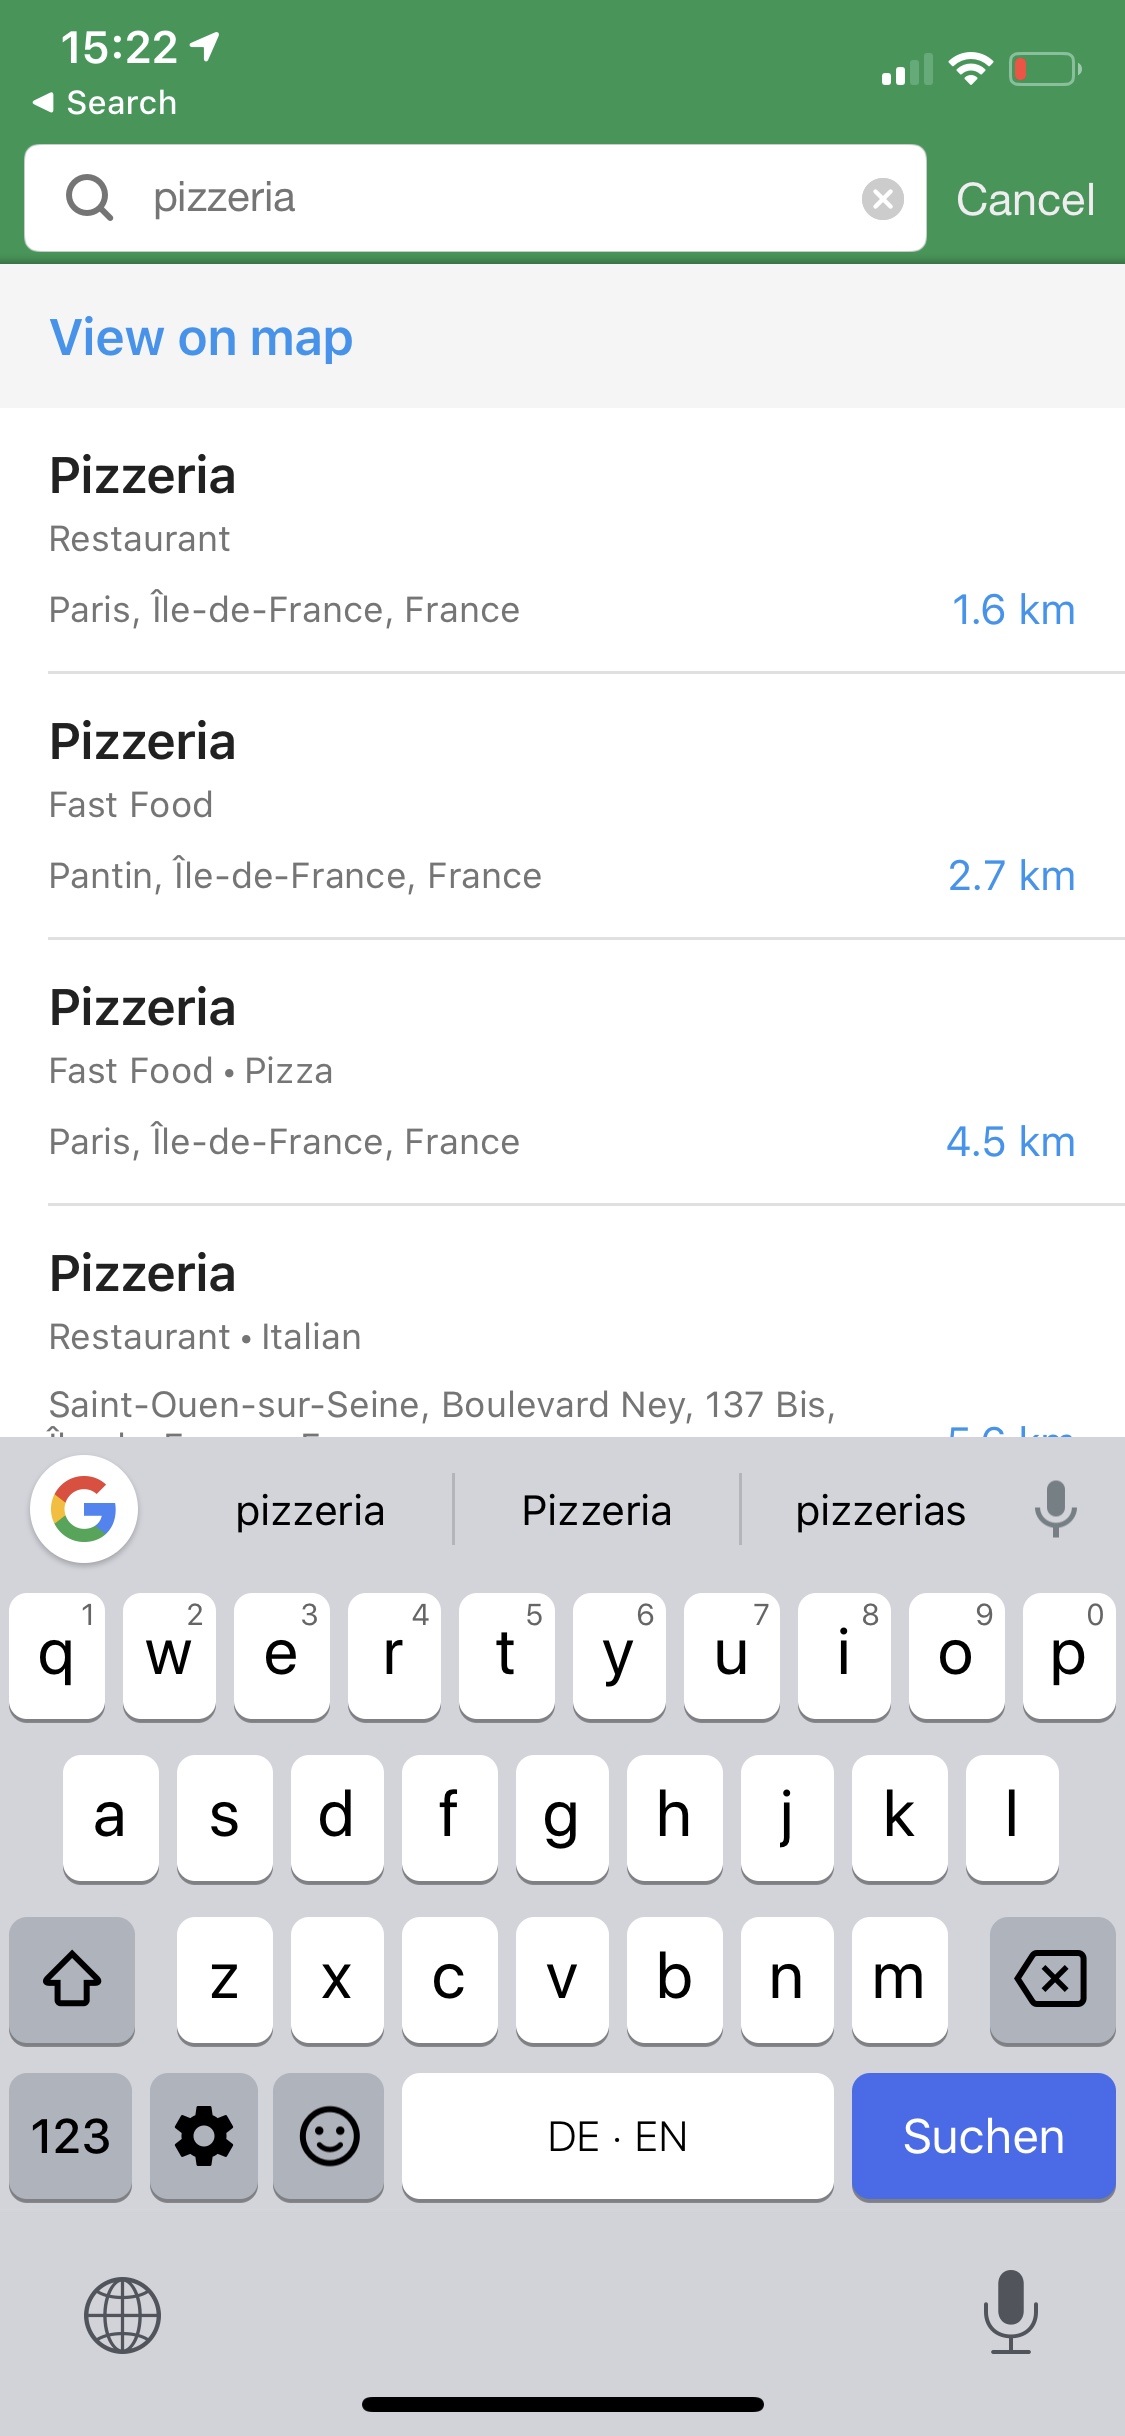 15:22
Search
pizzeria
Cancel
View on map
Pizzeria
Restaurant
Paris, Île-de-France, France
1.6 km
Pizzeria
Fast Food
Pantin, Île-de-France, France
2.7 km
Pizzeria
Fast Food • Pizza
Paris, Île-de-France, France
4.5 km
Pizzeria
Restaurant • Italian
Saint-Ouen-sur-Seine, Boulevard Ney, 137 Bis,
pizzeria Pizzeria pizzerias
1 2 3 4 5 6 7 8 9 0
q w e r t y u i o p
a s d f g h j k l
z x c v b n m
123 DE · EN Suchen